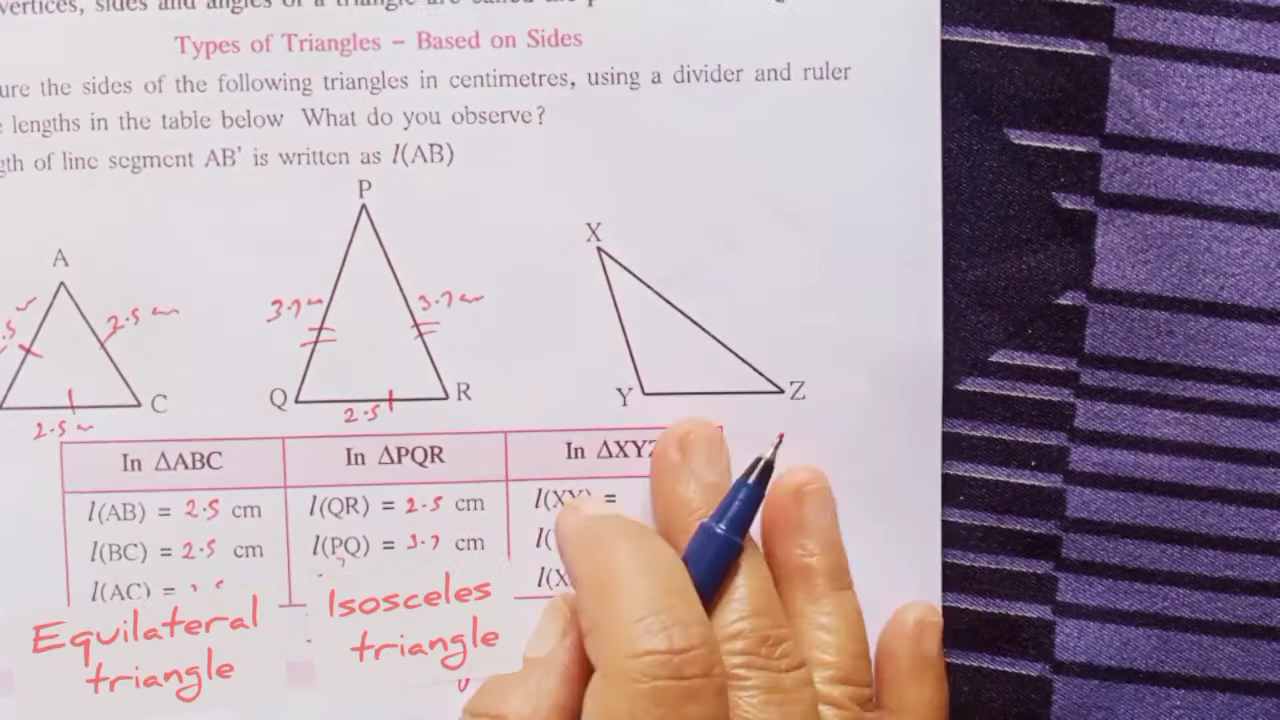 vertices, sides and angles of a triangle are called the
Types of Triangles – Based on Sides
ure the sides of the following triangles in centimetres, using a divider and ruler
e lengths in the table below What do you observe?
gth of line segment AB' is written as l(AB)
P
A
X
2.5 cm
3.7 cm
3.7 cm
C
Q
R
Y
Z
2.5 cm
2.5
In ΔABC
In ΔPQR
In ΔXYZ
l(AB) = 2.5 cm
l(QR) = 2.5 cm
l(XY) =
l(BC) = 2.5 cm
l(PQ) = 3.7 cm
l(
l(AC) =
l(X
Equilateral
triangle
Isosceles
triangle